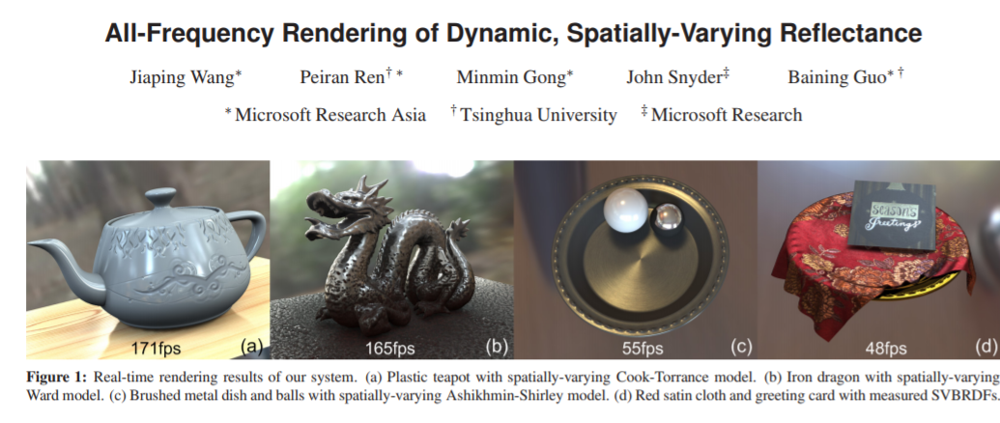 All-Frequency Rendering of Dynamic, Spatially-Varying Reflectance
Jiaping Wang* Peiran Ren† * Minmin Gong* John Snyder‡ Baining Guo* †
* Microsoft Research Asia † Tsinghua University ‡ Microsoft Research
SEASON'S
Greetings
171fps (a) 165fps (b) 55fps (c) 48fps (d)
Figure 1: Real-time rendering results of our system. (a) Plastic teapot with spatially-varying Cook-Torrance model. (b) Iron dragon with spatially-varying
Ward model. (c) Brushed metal dish and balls with spatially-varying Ashikhmin-Shirley model. (d) Red satin cloth and greeting card with measured SVBRDFs.